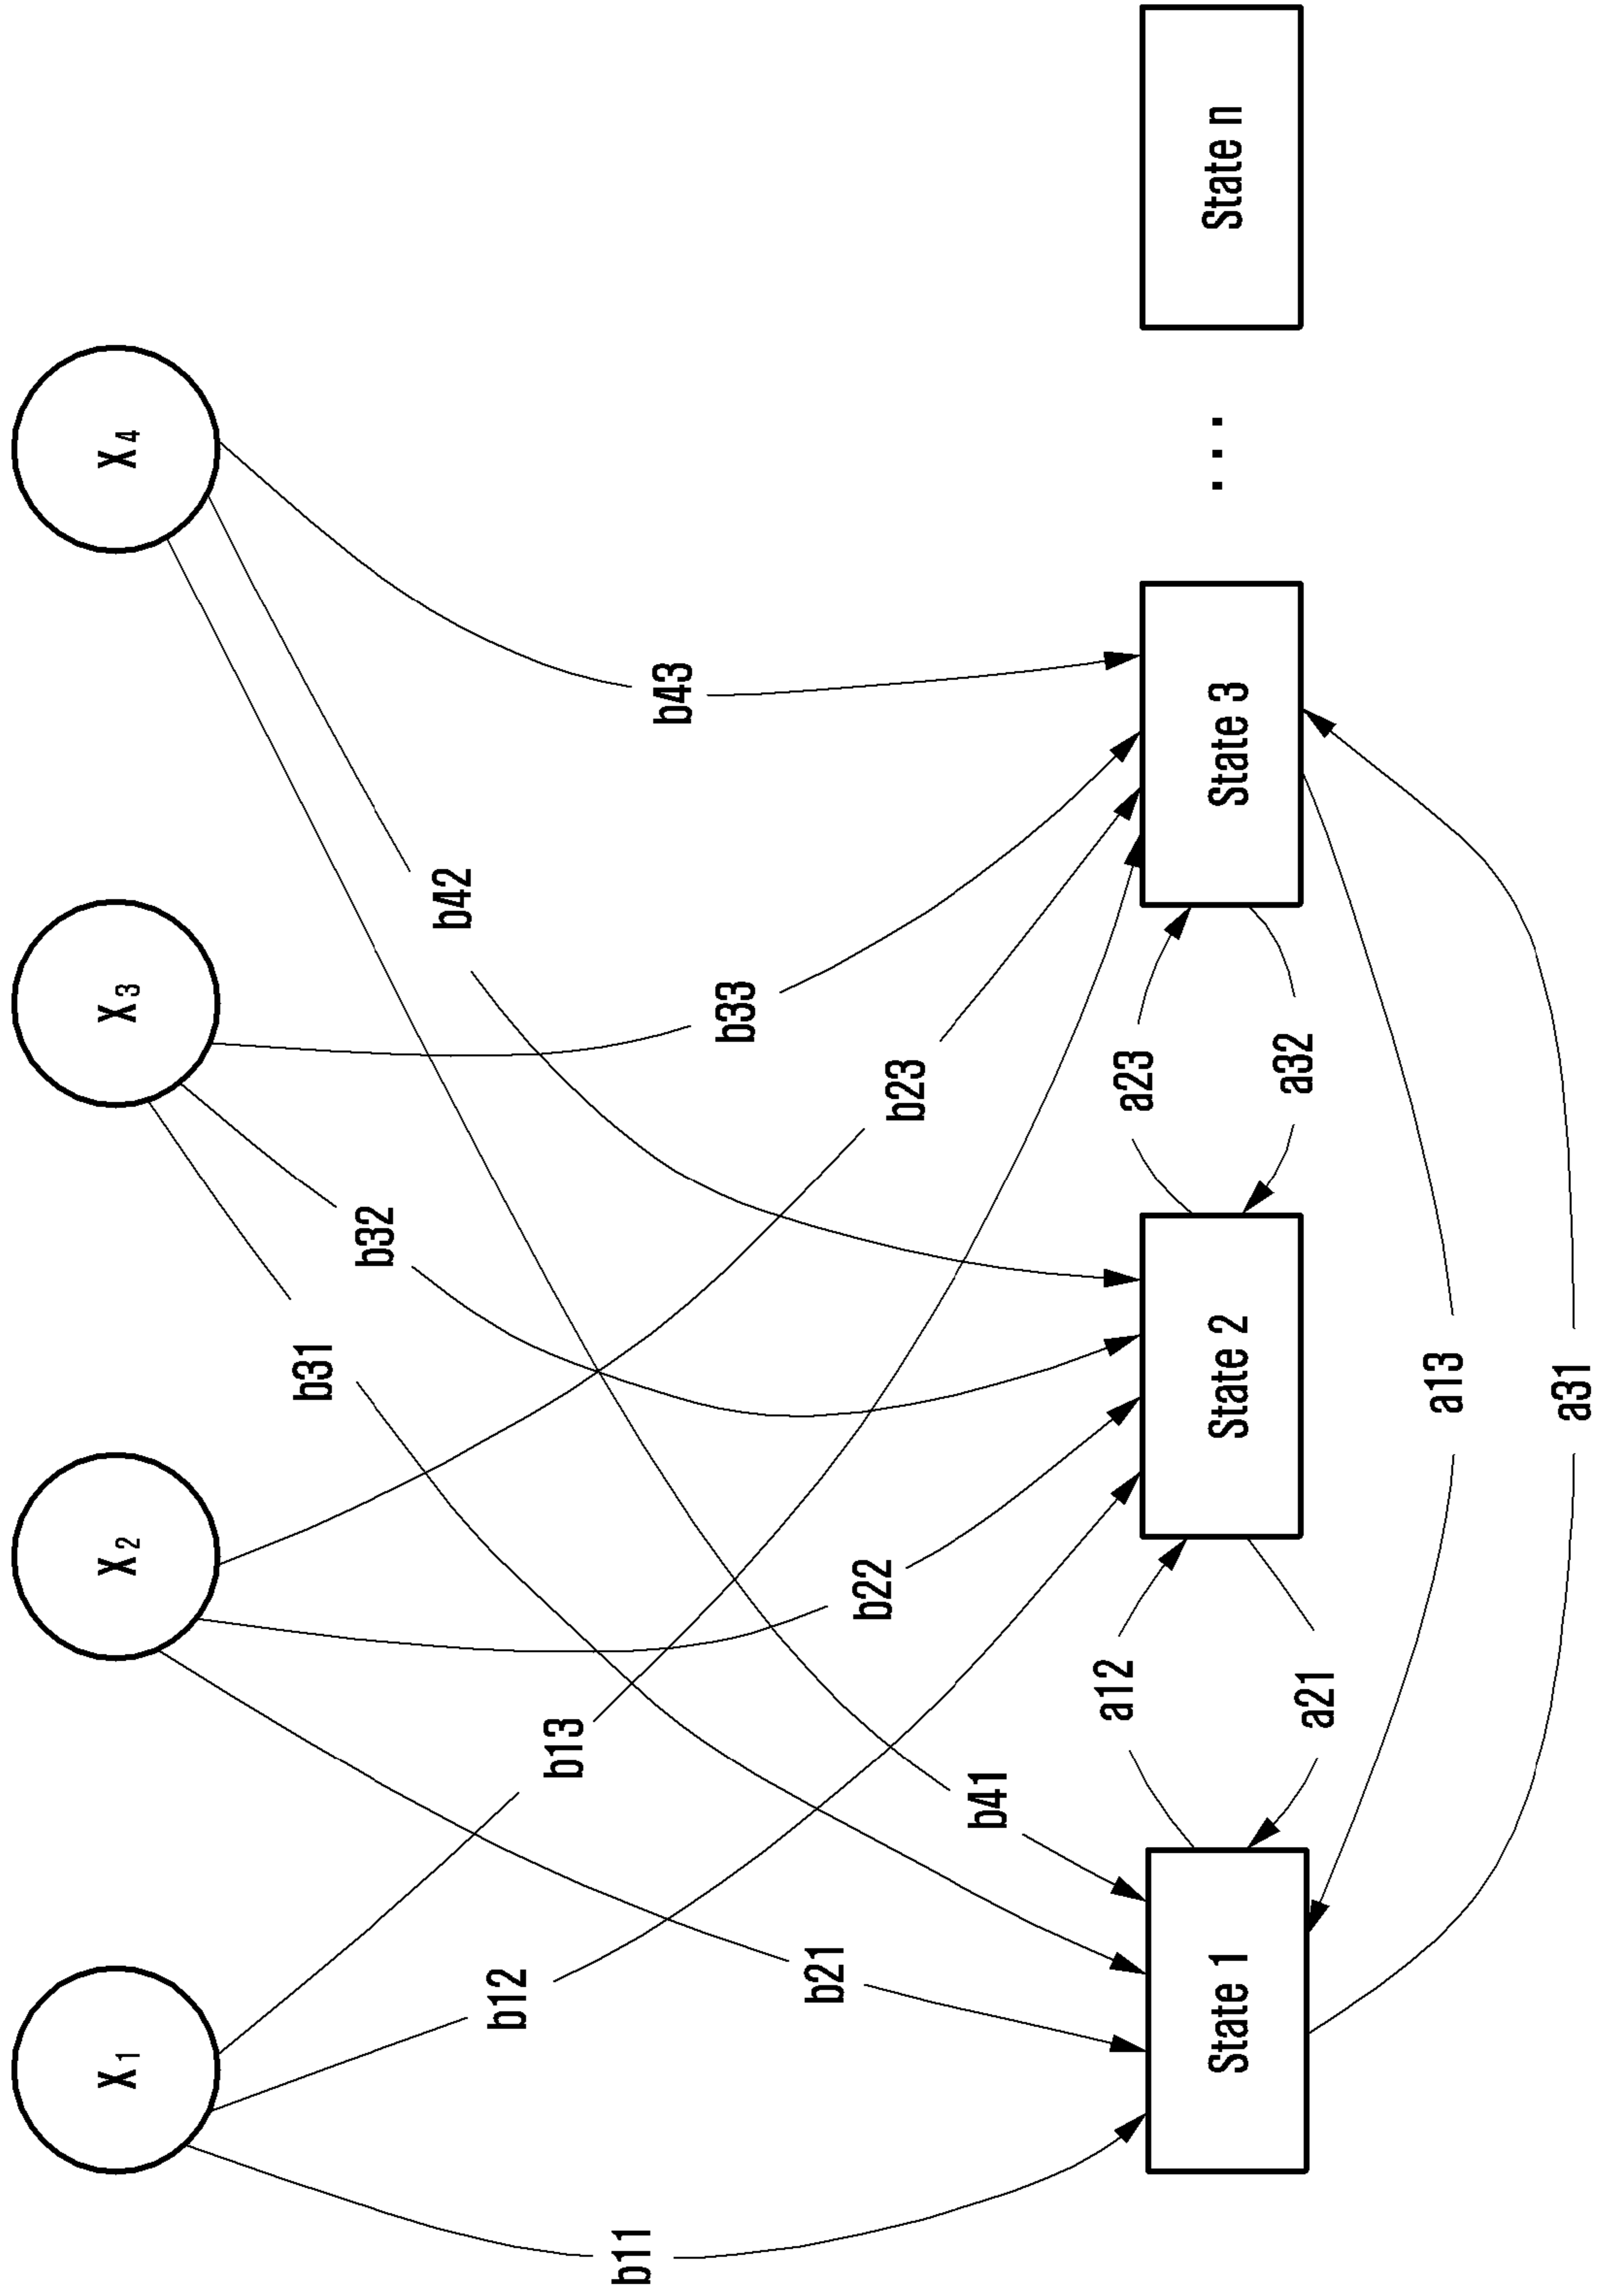 X1
X2
X3
X4
b11
b12
b13
b21
b22
b31
b32
b23
b33
b42
b43
b41
a12
a21
a23
a32
State 1
State 2
State 3
...
State n
a13
a31